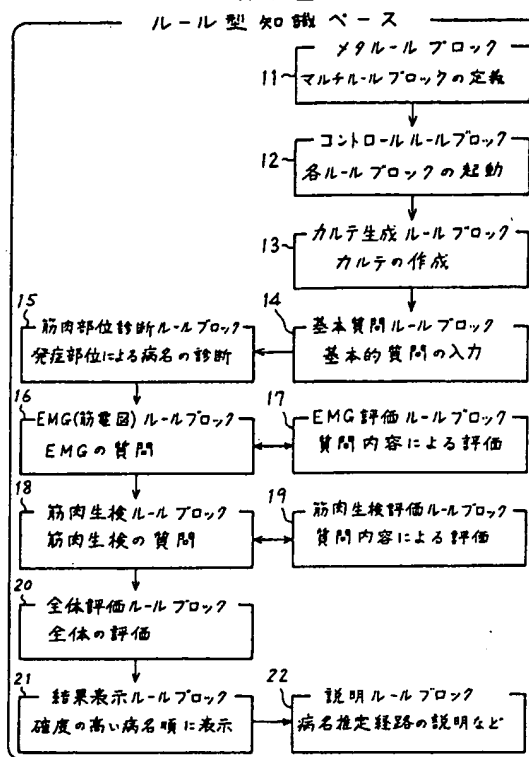 ルール型知識ベース
メタルール ブロック
11
マルチルールブロックの定義
コントロールルールブロック
12
各ルールブロックの起動
カルテ生成ルールブロック
13
カルテの作成
15
筋肉部位診断ルールブロック
発症部位による病名の診断
14
基本質問ルールブロック
基本的質問の入力
16
EMG(筋電図)ルールブロック
EMGの質問
17
EMG評価ルールブロック
質問内容による評価
18
筋肉生検ルールブロック
筋肉生検の質問
19
筋肉生検評価ルールブロック
質問内容による評価
20
全体評価ルールブロック
全体の評価
21
結果表示ルールブロック
確度の高い病名順に表示
22
説明ルールブロック
病名推定経路の説明など